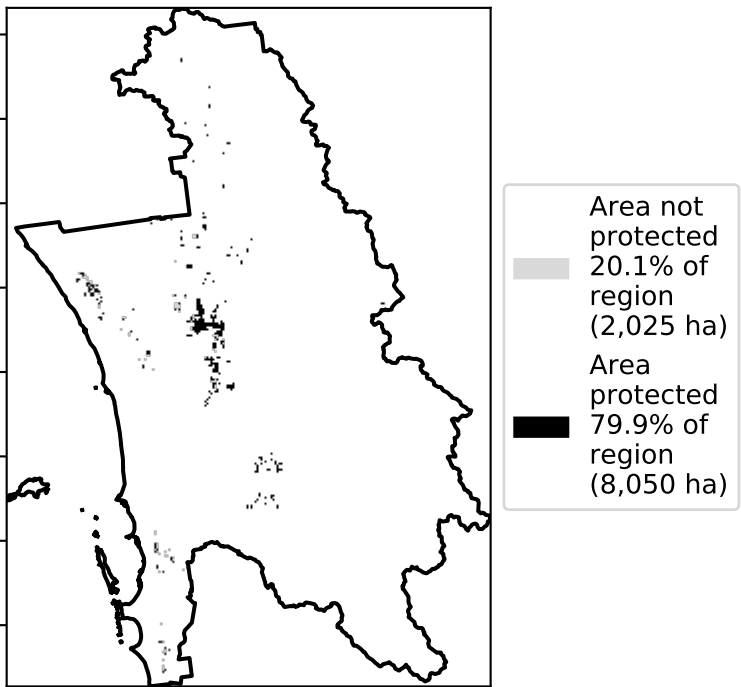 Area not
protected
20.1% of
region
(2,025 ha)
Area
protected
79.9% of
region
(8,050 ha)